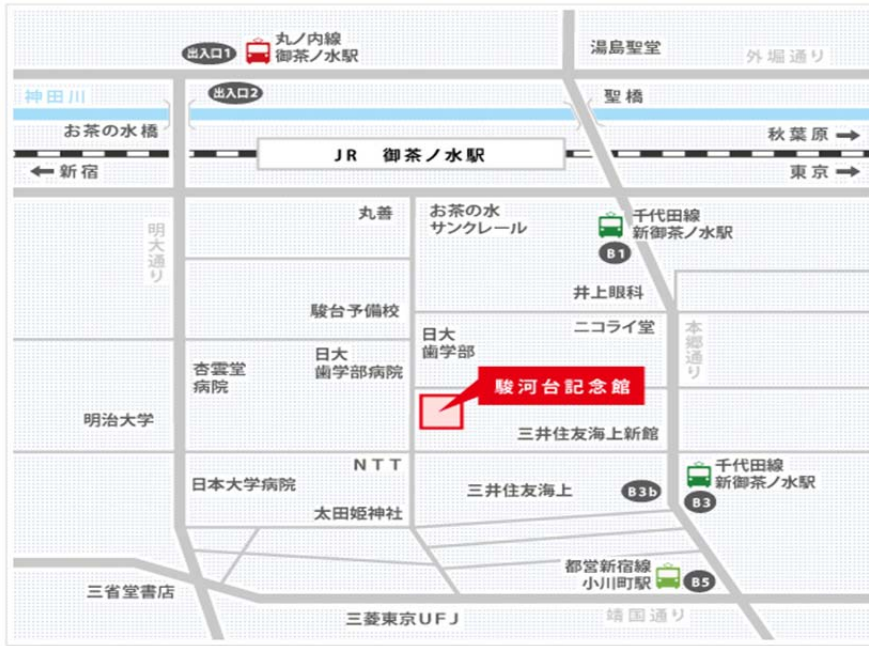 出入口1
丸ノ内線
御茶ノ水駅
湯島聖堂
外堀通り
神田川
出入口2
聖橋
お茶の水橋
秋葉原 →
JR 御茶ノ水駅
← 新宿
東京 →
丸善
お茶の水
サンクレール
千代田線
新御茶ノ水駅
B1
明大通り
井上眼科
駿台予備校
ニコライ堂
日大
歯学部
本郷通り
日大
歯学部病院
杏雲堂
病院
駿河台記念館
明治大学
三井住友海上新館
NTT
千代田線
新御茶ノ水駅
日本大学病院
三井住友海上
B3b
B3
太田姫神社
都営新宿線
小川町駅
B5
三省堂書店
三菱東京UFJ
靖国通り